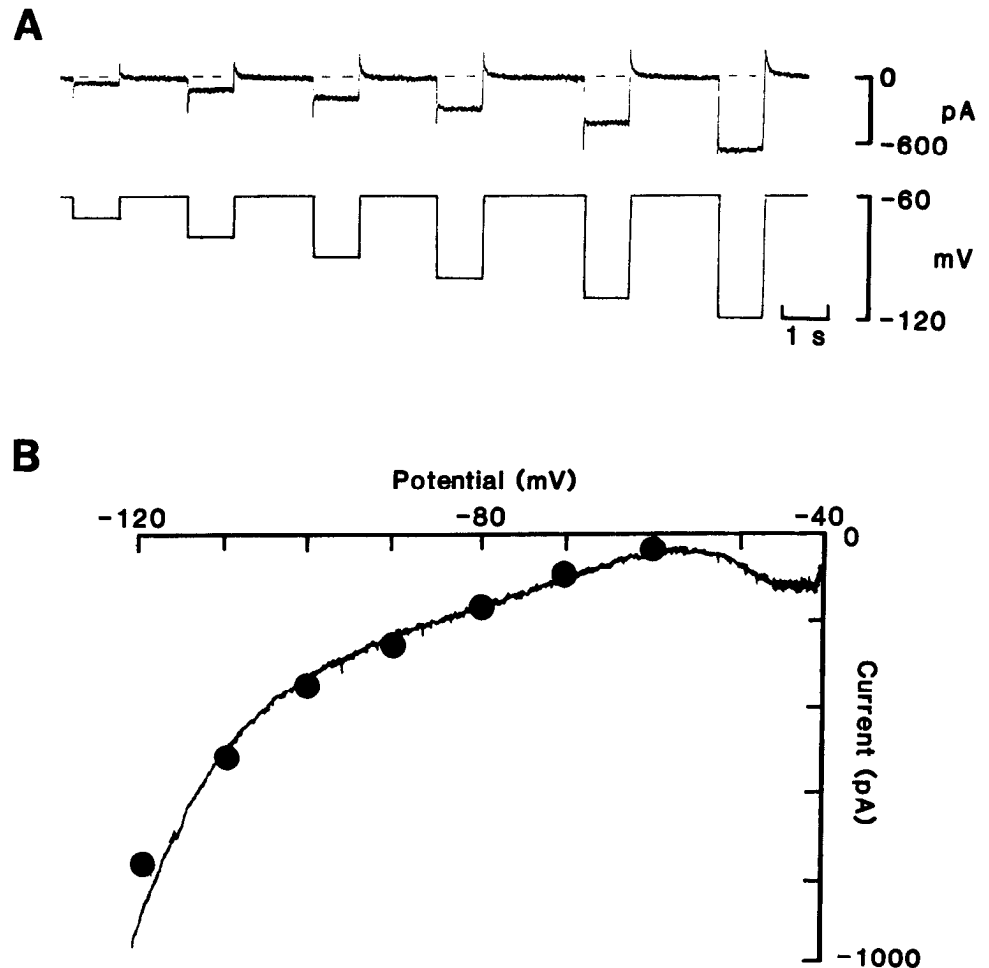 A
0
pA
-600
-60
mV
-120
1 s
B
Potential (mV)
-120 -80 -40
0
Current (pA)
-1000